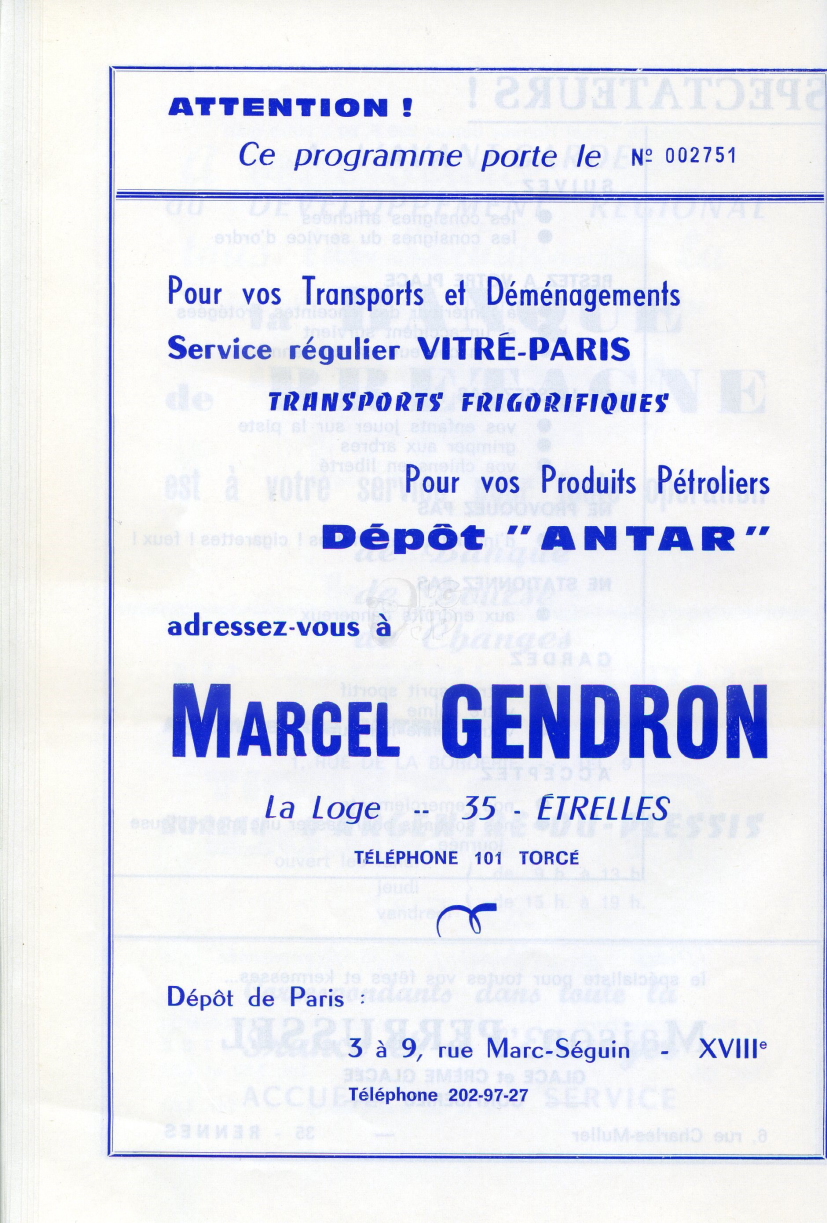 ATTENTION !
Ce programme porte le Nº 002751
Pour vos Transports et Déménagements
Service régulier VITRÉ-PARIS
TRANSPORTS FRIGORIFIQUES
Pour vos Produits Pétroliers
Dépôt "ANTAR"
adressez-vous à
MARCEL GENDRON
La Loge - 35 - ÉTRELLES
TÉLÉPHONE 101 TORCÉ
Dépôt de Paris :
3 à 9, rue Marc-Séguin - XVIIIe
Téléphone 202-97-27